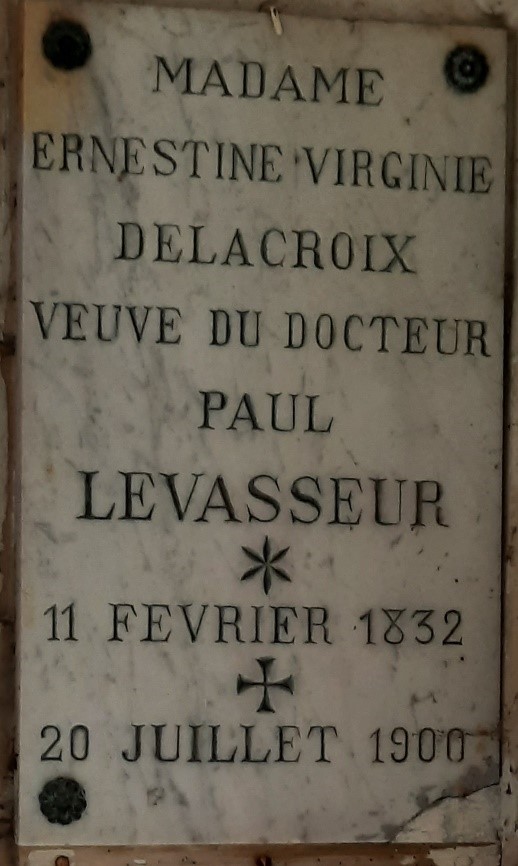 MADAME
ERNESTINE VIRGINIE
DELACROIX
VEUVE DU DOCTEUR
PAUL
LEVASSEUR
11 FEVRIER 1832
20 JUILLET 1900